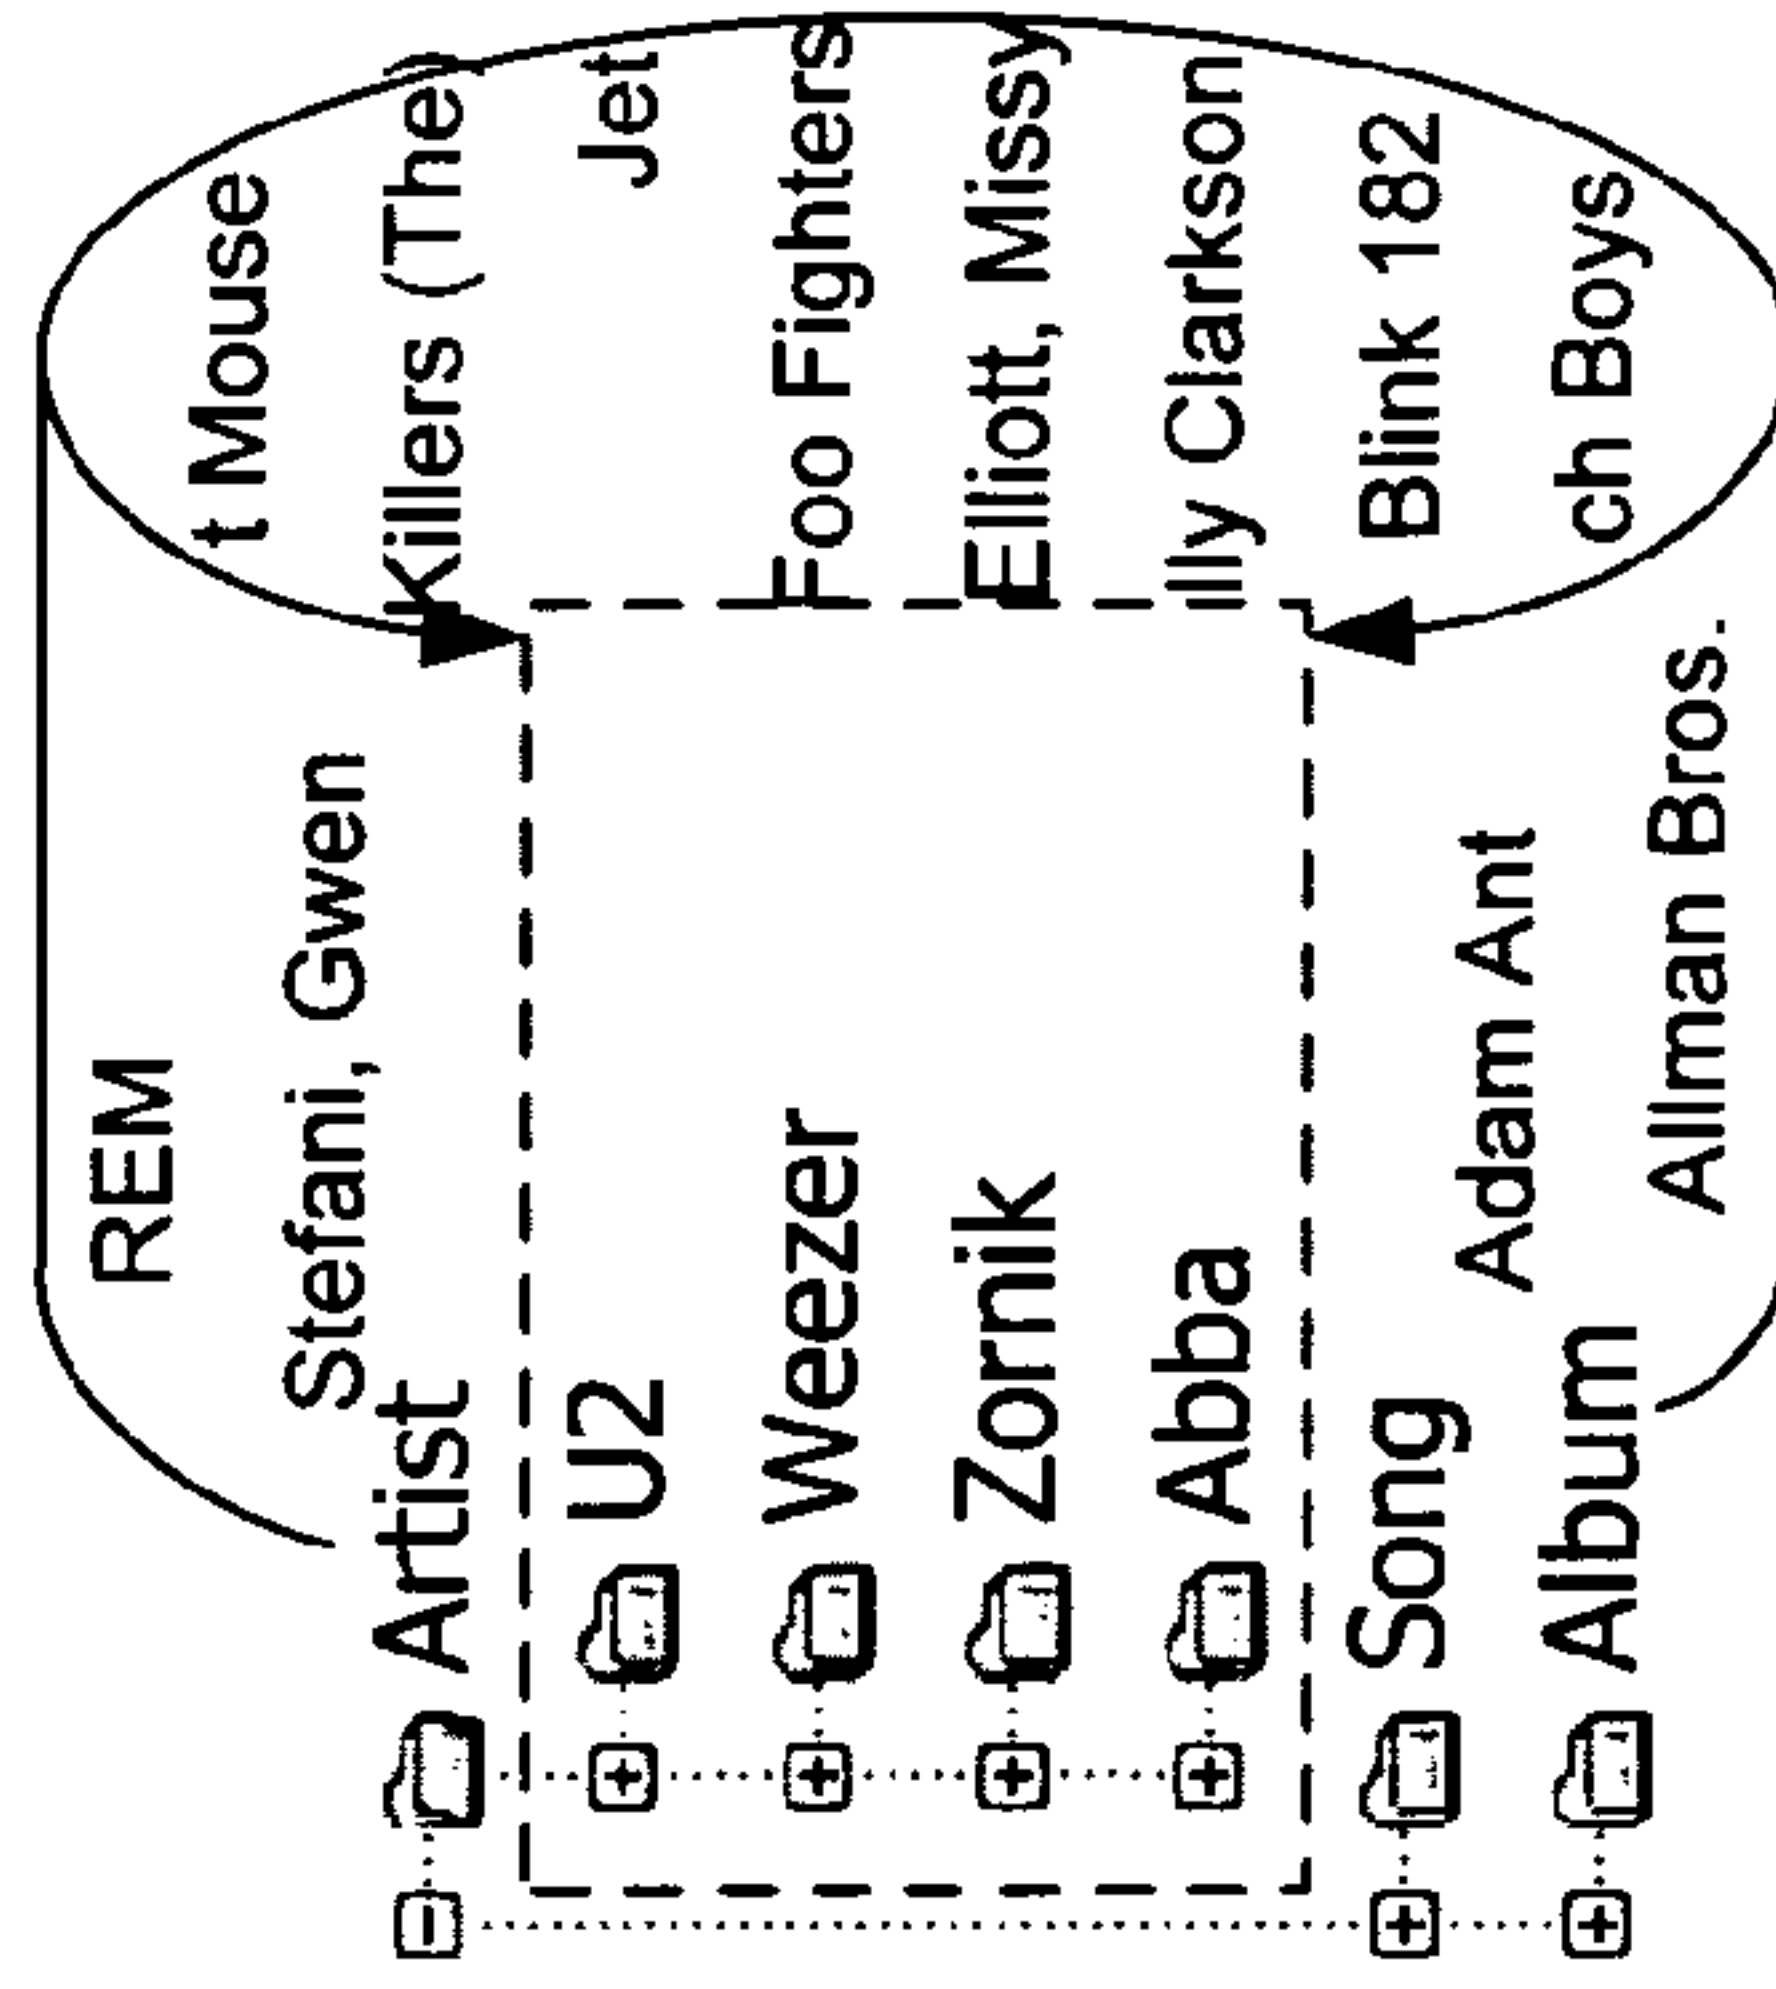 REM
t Mouse
Stefani, Gwen
Artist
Killers (The)
U2
Jet
Weezer
Foo Fighters
Zornik
Elliott, Missy
Abba
lly Clarkson
Song
Blink 182
Adam Ant
Album
ch Boys
Allman Bros.